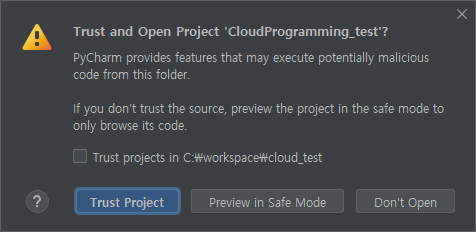 Trust and Open Project 'CloudProgramming_test'?
PyCharm provides features that may execute potentially malicious
code from this folder.
If you don't trust the source, preview the project in the safe mode to
only browse its code.
Trust projects in C:₩workspace₩cloud_test
?
Trust Project
Preview in Safe Mode
Don't Open